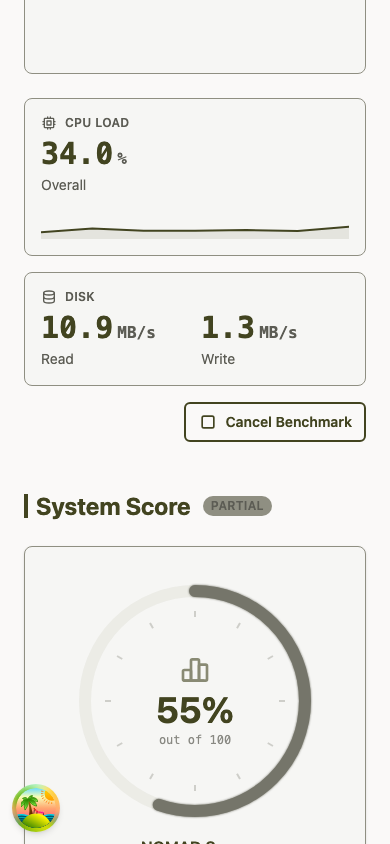 CPU LOAD
34.0 %
Overall
DISK
10.9 MB/s 1.3 MB/s
Read Write
Cancel Benchmark
System Score PARTIAL
55%
out of 100